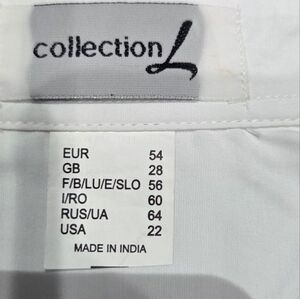 collection L
EUR 54
GB 28
F/B/LU/E/SLO 56
I/RO 60
RUS/UA 64
USA 22
MADE IN INDIA